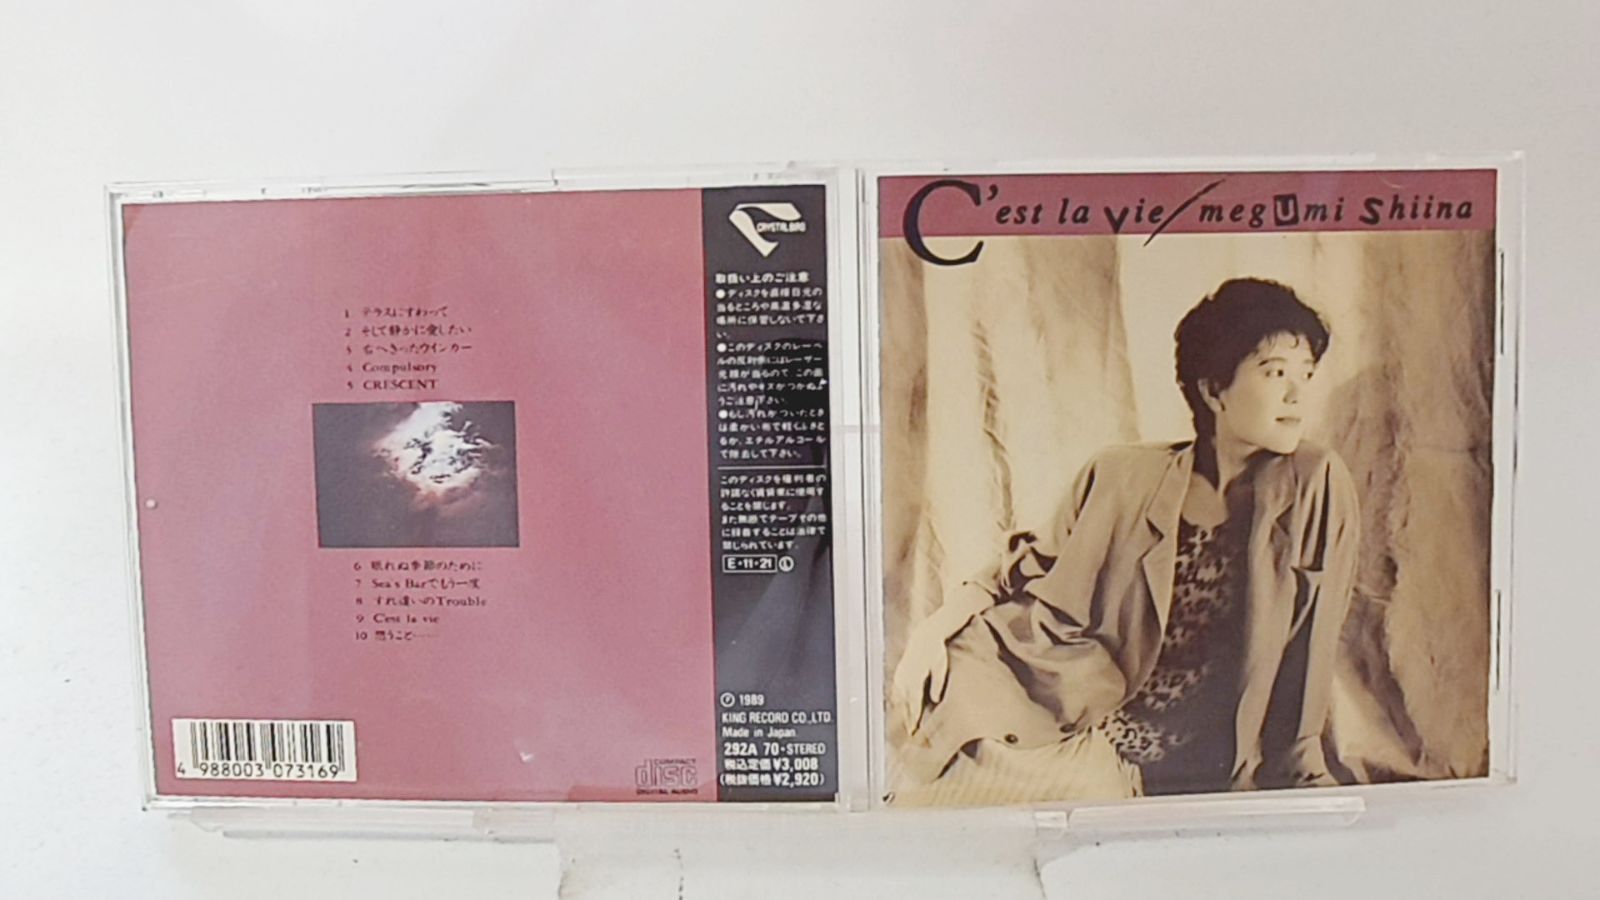 1 テラスにすわって
2 そして静かに愛したい
3 右へきったウインカー
4 Compulsory
5 CRESCENT
6 眠れぬ季節のために
7 Sea's Barでもう一度
8 すれ違いのTrouble
9 C'est la vie
10 想うこと……
4 988003 073169
COMPACT
disc
DIGITAL AUDIO
CRYSTAL BIRD
取扱い上のご注意
●ディスクを直接日光の
当るところや高温多湿な
場所に保管しないで下さ
い。
●このディスクのレーベ
ルの反対側にはレーザー
光線が当るので、この面
に汚れやキズがつかぬよ
うご注意下さい。
●もし汚れがついたとき
は柔かい布で軽くふきと
るか、エチルアルコール
で除去して下さい。
このディスクを権利者の
許諾なく賃貸業に使用す
ることを禁じます。
また無断でテープその他
に録音することは法律で
禁じられています。
E・11・21 L
Ⓟ 1989
KING RECORD CO.,LTD.
Made in Japan
292A 70・STEREO
税込定価¥3,008
(税抜価格¥2,920)
C'est la vie/megUmi Shiina